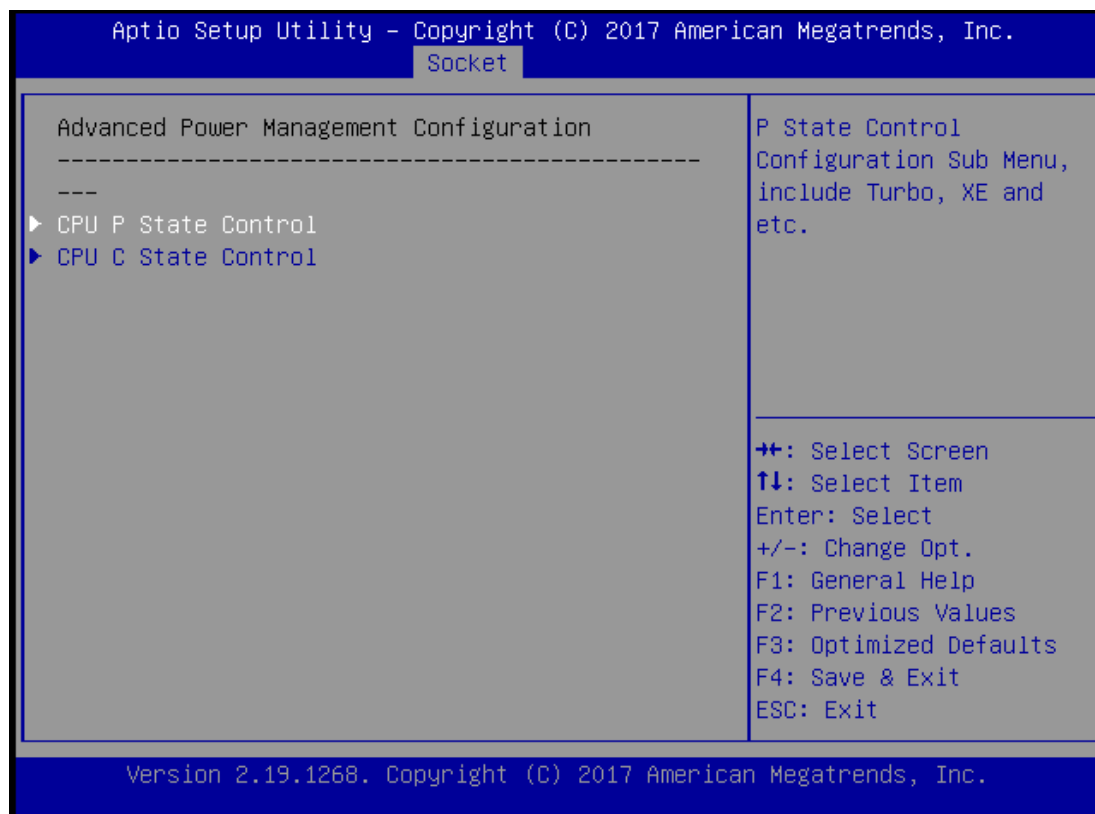 Aptio Setup Utility – Copyright (C) 2017 American Megatrends, Inc.
Socket
Advanced Power Management Configuration
-----------------------------------------------
---
CPU P State Control
CPU C State Control
P State Control
Configuration Sub Menu,
include Turbo, XE and
etc.
→←: Select Screen
↑↓: Select Item
Enter: Select
+/-: Change Opt.
F1: General Help
F2: Previous Values
F3: Optimized Defaults
F4: Save & Exit
ESC: Exit
Version 2.19.1268. Copyright (C) 2017 American Megatrends, Inc.